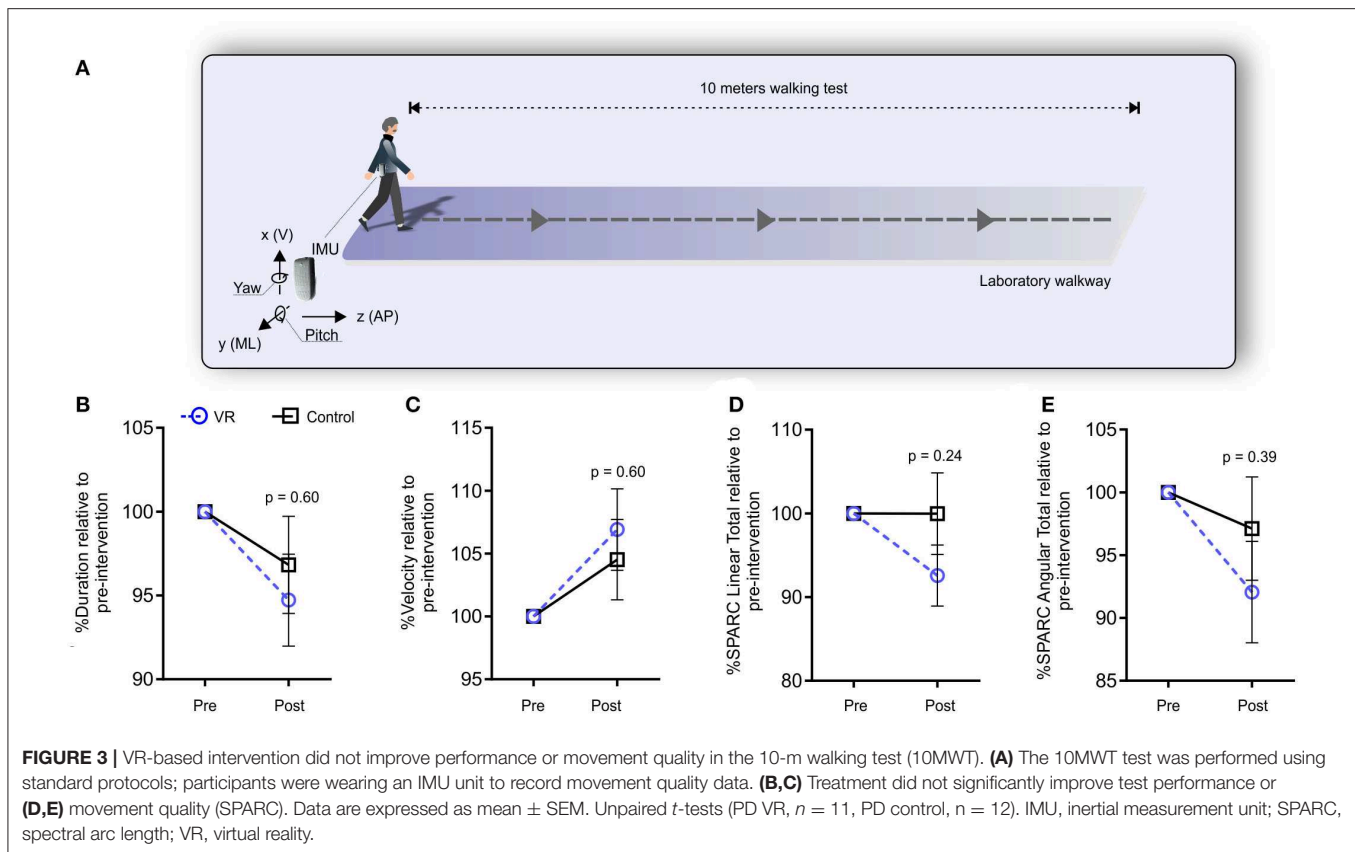 A
10 meters walking test
x (V)
IMU
Yaw
z (AP)
Pitch
y (ML)
Laboratory walkway
B
VR
Control
%Duration relative to
pre-intervention
105
100
95
90
p = 0.60
Pre
Post
C
%Velocity relative to
pre-intervention
115
110
105
100
95
p = 0.60
Pre
Post
D
%SPARC Linear Total relative to
pre-intervention
110
100
90
80
p = 0.24
Pre
Post
E
%SPARC Angular Total relative to
pre-intervention
105
100
95
90
85
p = 0.39
Pre
Post
FIGURE 3 | VR-based intervention did not improve performance or movement quality in the 10-m walking test (10MWT). (A) The 10MWT test was performed using
standard protocols; participants were wearing an IMU unit to record movement quality data. (B,C) Treatment did not significantly improve test performance or
(D,E) movement quality (SPARC). Data are expressed as mean ± SEM. Unpaired t-tests (PD VR, n = 11, PD control, n = 12). IMU, inertial measurement unit; SPARC,
spectral arc length; VR, virtual reality.